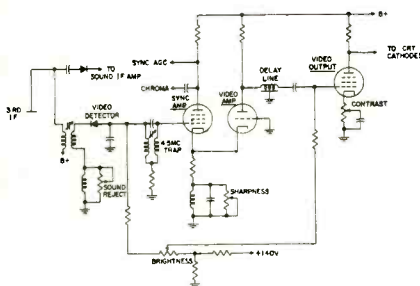 B+
SYNC AGC
TO
SOUND IF AMP
CHROMA
SYNC
AMP
VIDEO
AMP
DELAY
LINE
VIDEO
OUTPUT
TO CRT
CATHODES
3RD
IF
VIDEO
DETECTOR
B+
4.5MC
TRAP
CONTRAST
SOUND
REJECT
SHARPNESS
BRIGHTNESS
+140V